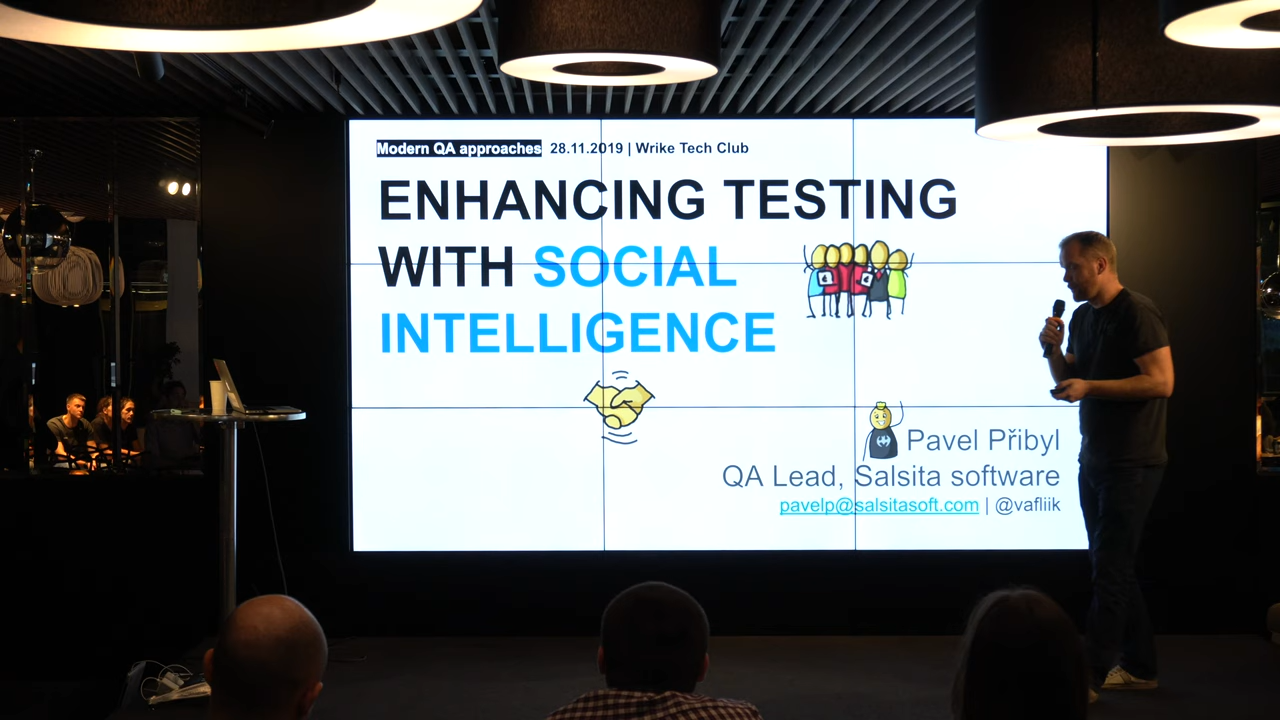 Modern QA approaches 28.11.2019 | Wrike Tech Club
ENHANCING TESTING
WITH SOCIAL
INTELLIGENCE
Pavel Přibyl
QA Lead, Salsita software
pavelp@salsitasoft.com | @vafliik